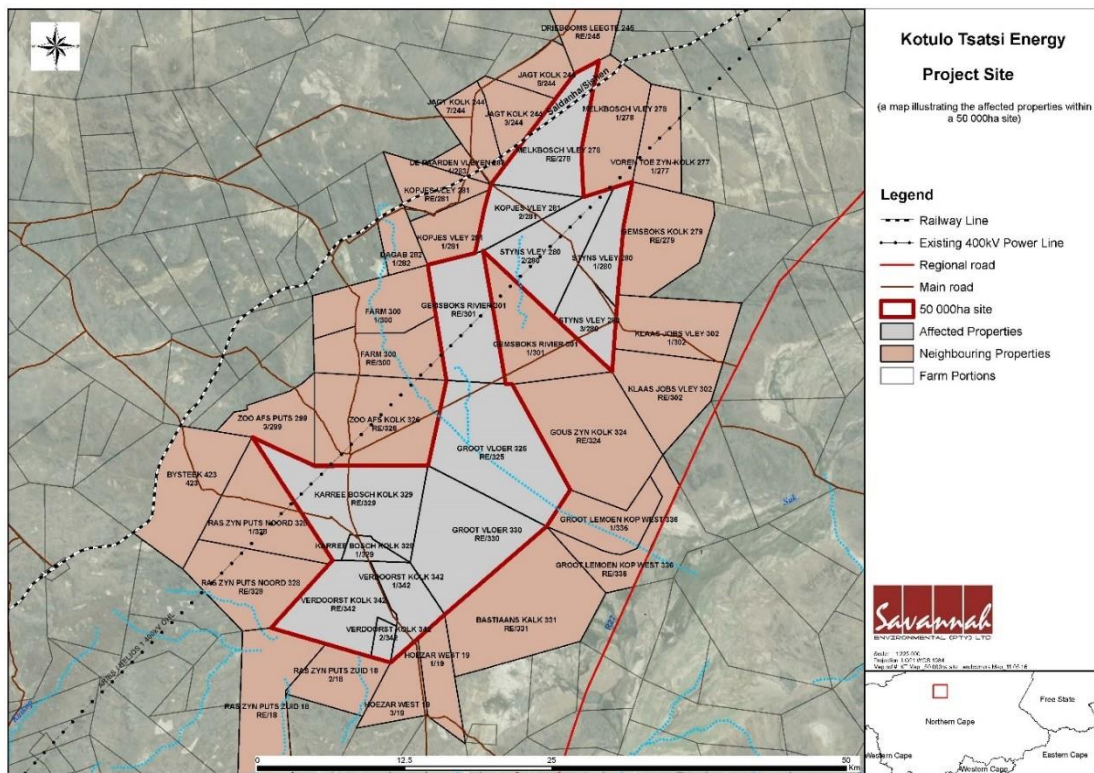 Kotulo Tsatsi Energy
Project Site
(a map illustrating the affected properties within
a 50 000ha site)
Legend
Railway Line
Existing 400kV Power Line
Regional road
Main road
50 000ha site
Affected Properties
Neighbouring Properties
Farm Portions
DRIEBOOMS LEEGTE 245
RE/245
JAGT KOLK 244
JAGT KOLK 244
7/244
JAGT KOLK 244
3/244
Saldanha/Sishen
MELKBOSCH VLEY 278
1/278
MELKBOSCH VLEY 278
RE/278
VOREN TOE ZYN-KOLK 277
1/277
1/283
KOPJES VLEY 281
RE/281
KOPJES VLEY 281
2/281
KOPJES VLEY 281
1/281
GEMSBOKS KOLK 279
RE/279
DAGAB 282
1/282
STYNS VLEY 280
2/280
STYNS VLEY 280
1/280
STYNS VLEY 280
3/280
FARM 300
1/300
GEMSBOKS RIVIER 301
RE/301
GEMSBOKS RIVIER 301
1/301
KLAAS JOBS VLEY 302
1/302
FARM 300
RE/300
KLAAS JOBS VLEY 302
RE/302
ZOO AFS PUTS 299
3/299
ZOO AFS KOLK 326
RE/326
GOUS ZYN KOLK 324
RE/324
GROOT VLOER 325
RE/325
BYSTEEK 423
423
KARREE BOSCH KOLK 329
RE/329
RAS ZYN PUTS NOORD 328
1/328
GROOT VLOER 330
RE/330
GROOT LEMOEN KOP WEST 336
1/336
Sak
KARREE BOSCH KOLK 329
1/329
GROOT LEMOEN KOP WEST 336
RE/336
VERDOORST KOLK 342
1/342
RAS ZYN PUTS NOORD 328
RE/328
VERDOORST KOLK 342
RE/342
VERDOORST KOLK 342
2/342
BASTIAANS KALK 331
RE/331
R27
HOEZAR WEST 19
1/19
RAS ZYN PUTS ZUID 18
2/18
RAS ZYN PUTS ZUID 18
RE/18
HOEZAR WEST 19
3/19
0
12.5
25
50
Km
Savannah
ENVIRONMENTAL (PTY) LTD
Northern Cape
Free State
Western Cape
Western Cape
Eastern Cape